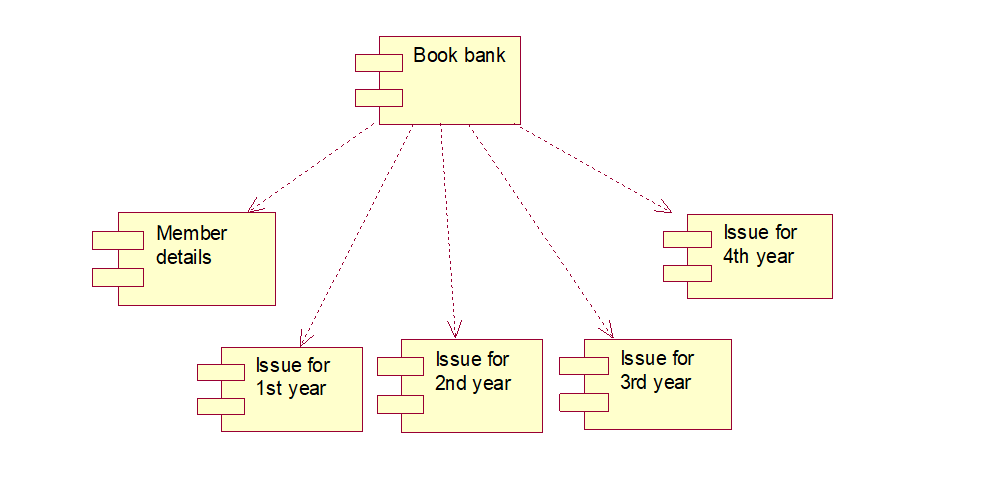 Book bank
Member
details
Issue for
4th year
Issue for
1st year
Issue for
2nd year
Issue for
3rd year